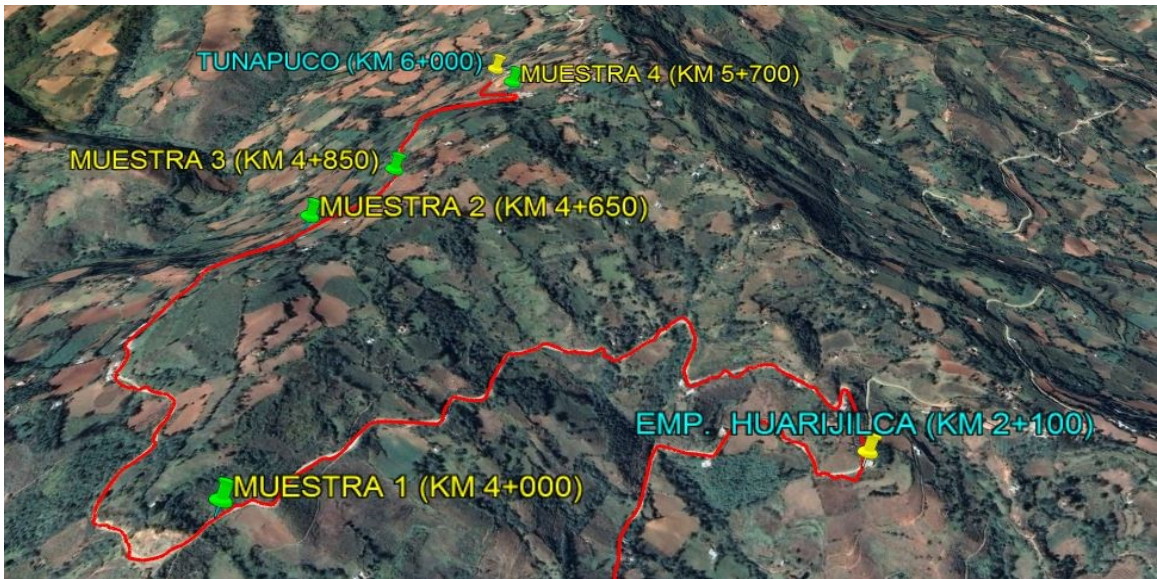 TUNAPUCO (KM 6+000)
MUESTRA 4 (KM 5+700)
MUESTRA 3 (KM 4+850)
MUESTRA 2 (KM 4+650)
EMP. HUARIJILCA (KM 2+100)
MUESTRA 1 (KM 4+000)